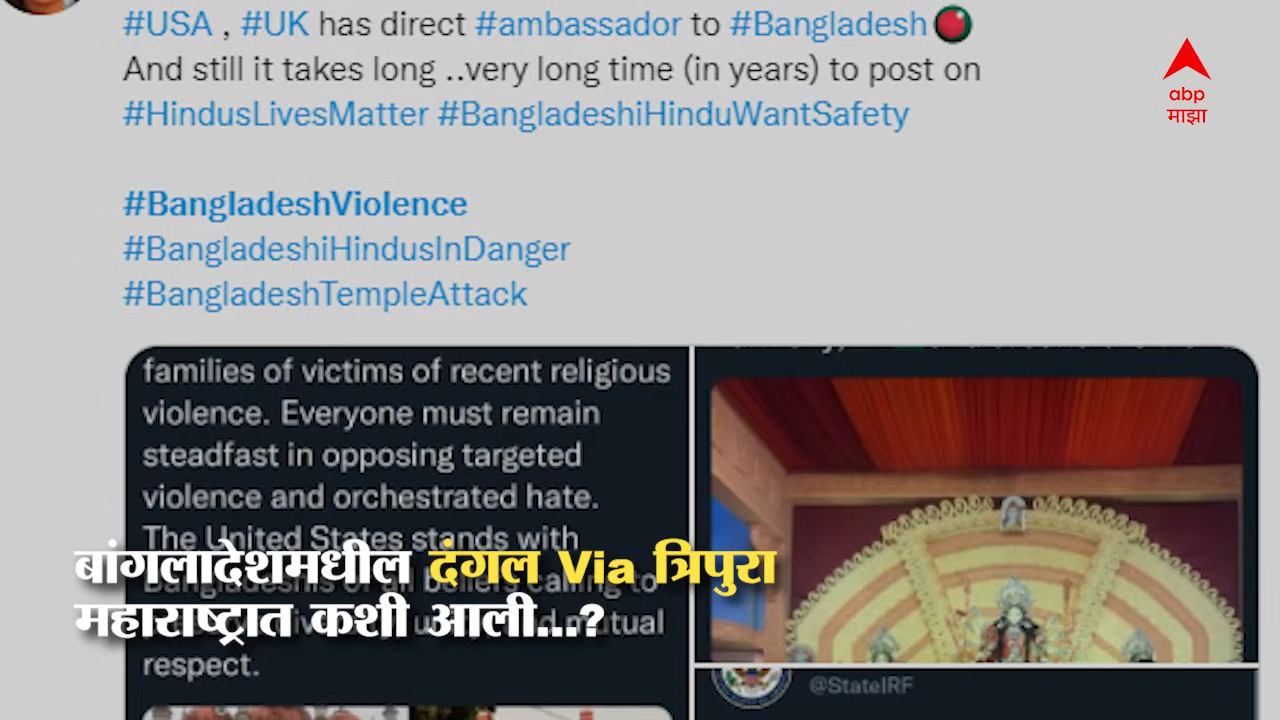 #USA , #UK has direct #ambassador to #Bangladesh
And still it takes long ..very long time (in years) to post on
#HindusLivesMatter #BangladeshiHinduWantSafety
#BangladeshViolence
#BangladeshiHindusInDanger
#BangladeshTempleAttack
abp
माझा
families of victims of recent religious
violence. Everyone must remain
steadfast in opposing targeted
violence and orchestrated hate.
The United States stands with
Bangladeshis of all beliefs calling to
mutual
respect.
@StateIRF
बांगलादेशमधील दंगल Via त्रिपुरा
महाराष्ट्रात कशी आली...?